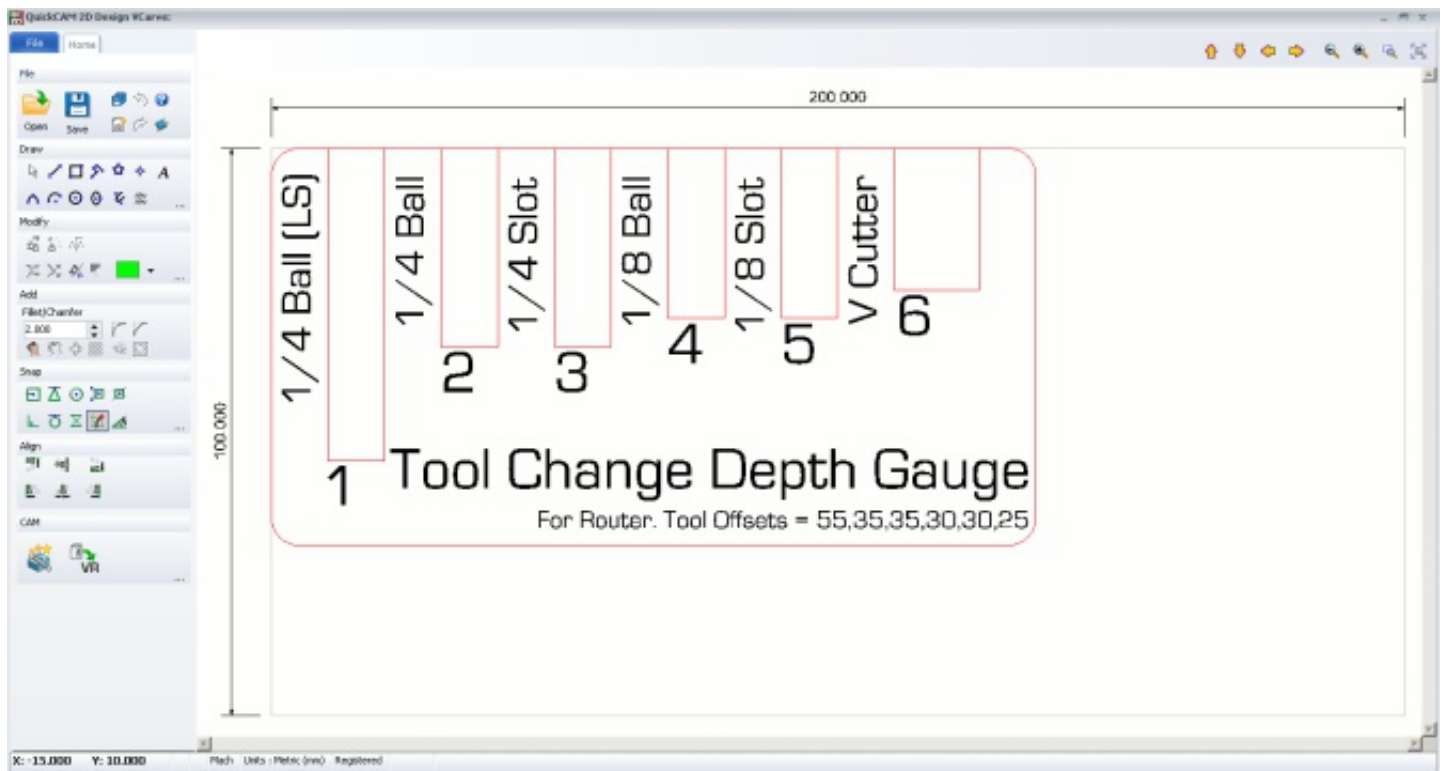 QuickCAM 2D Design VCarve:
File Home
File
Open Save
Draw
A
Modify
Add
Fillet/Chamfer
2.000
Snap
Align
CAM
VR
200.000
100.000
1/4 Ball (LS)
1/4 Ball
1/4 Slot
1/8 Ball
1/8 Slot
V Cutter
1
2
3
4
5
6
Tool Change Depth Gauge
For Router. Tool Offsets = 55,35,35,30,30,25
X: -15.000 Y: 10.000 Mach Units : Metric (mm) Registered